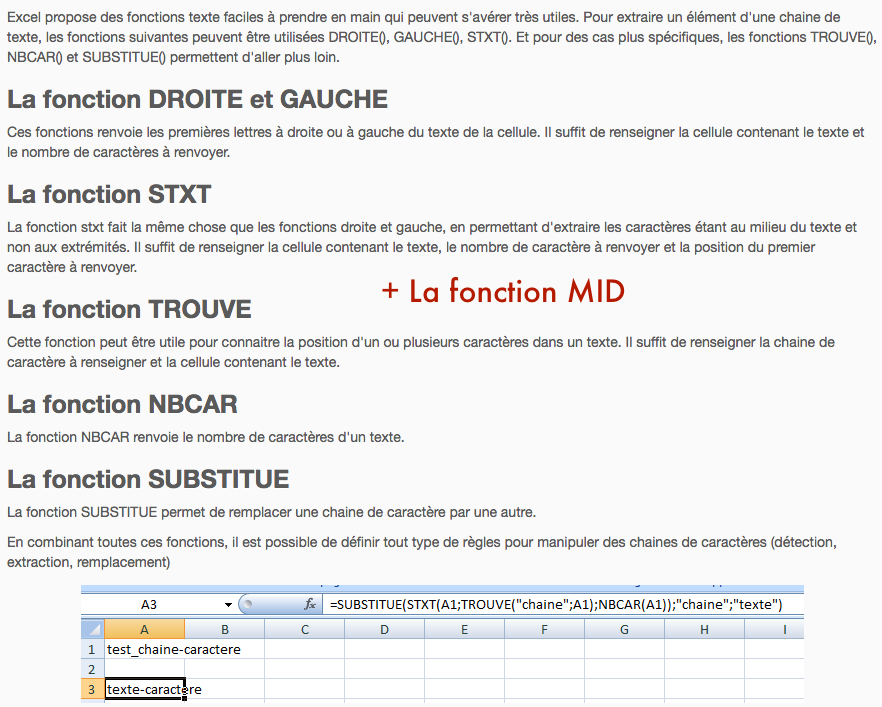 Excel propose des fonctions texte faciles à prendre en main qui peuvent s'avérer très utiles. Pour extraire un élément d'une chaine de
texte, les fonctions suivantes peuvent être utilisées DROITE(), GAUCHE(), STXT(). Et pour des cas plus spécifiques, les fonctions TROUVE(),
NBCAR() et SUBSTITUE() permettent d'aller plus loin.
La fonction DROITE et GAUCHE
Ces fonctions renvoie les premières lettres à droite ou à gauche du texte de la cellule. Il suffit de renseigner la cellule contenant le texte et
le nombre de caractères à renvoyer.
La fonction STXT
La fonction stxt fait la même chose que les fonctions droite et gauche, en permettant d'extraire les caractères étant au milieu du texte et
non aux extrémités. Il suffit de renseigner la cellule contenant le texte, le nombre de caractère à renvoyer et la position du premier
caractère à renvoyer.
+ La fonction MID
La fonction TROUVE
Cette fonction peut être utile pour connaitre la position d'un ou plusieurs caractères dans un texte. Il suffit de renseigner la chaine de
caractère à renseigner et la cellule contenant le texte.
La fonction NBCAR
La fonction NBCAR renvoie le nombre de caractères d'un texte.
La fonction SUBSTITUE
La fonction SUBSTITUE permet de remplacer une chaine de caractère par une autre.
En combinant toutes ces fonctions, il est possible de définir tout type de règles pour manipuler des chaines de caractères (détection,
extraction, remplacement)
A3 fx =SUBSTITUE(STXT(A1;TROUVE("chaine";A1);NBCAR(A1));"chaine";"texte")
A B C D E F G H I
1 test_chaine-caractere
2
3 texte-caractere